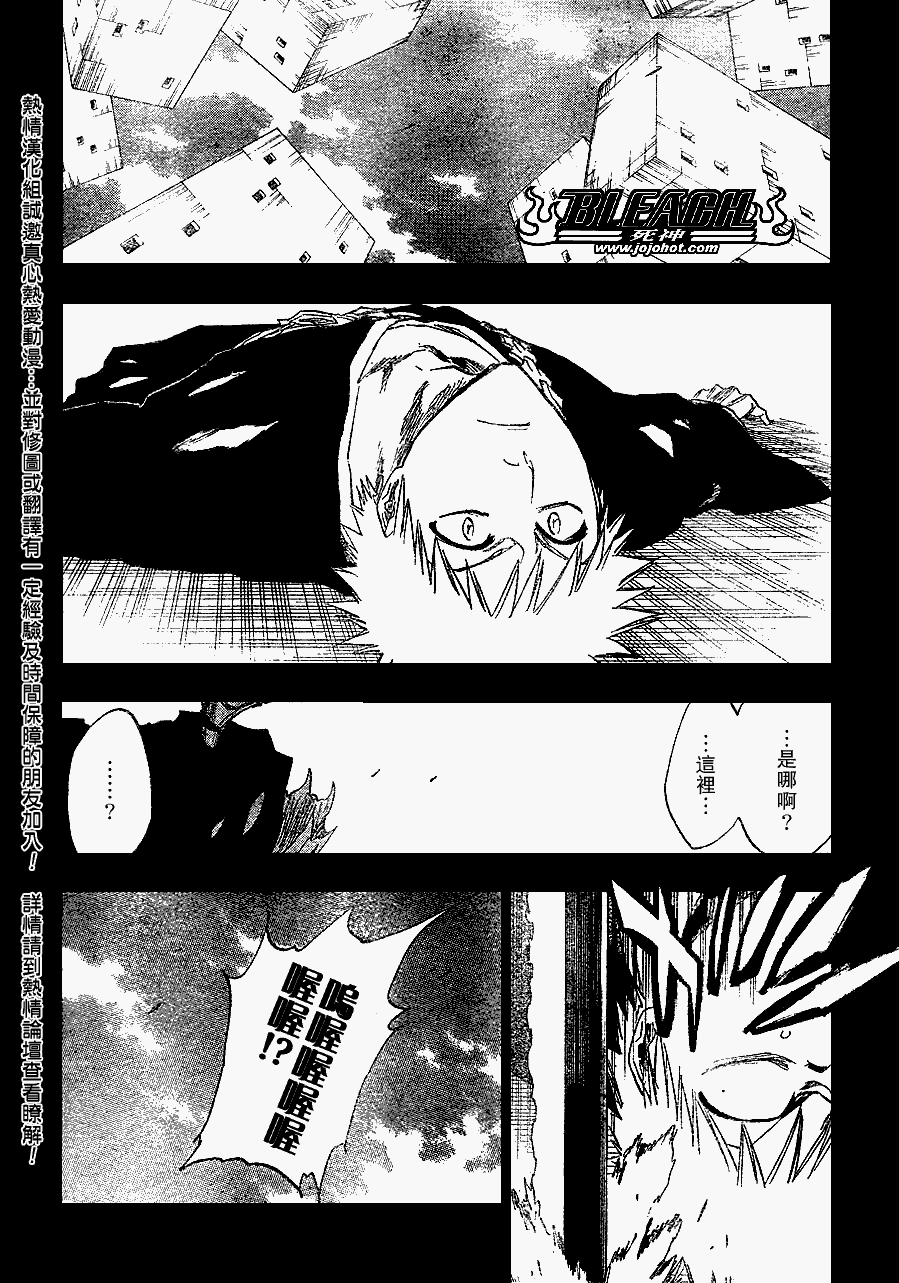 BLEACH
死神
www.jojohot.com
…是哪啊？
…這裡…
……？
嗚喔喔喔喔
喔喔!?
熱情漢化組誠邀真心熱愛動漫…並對修圖或翻譯有一定經驗及時間保障的朋友加入！ 詳情請到熱情論壇查看瞭解！